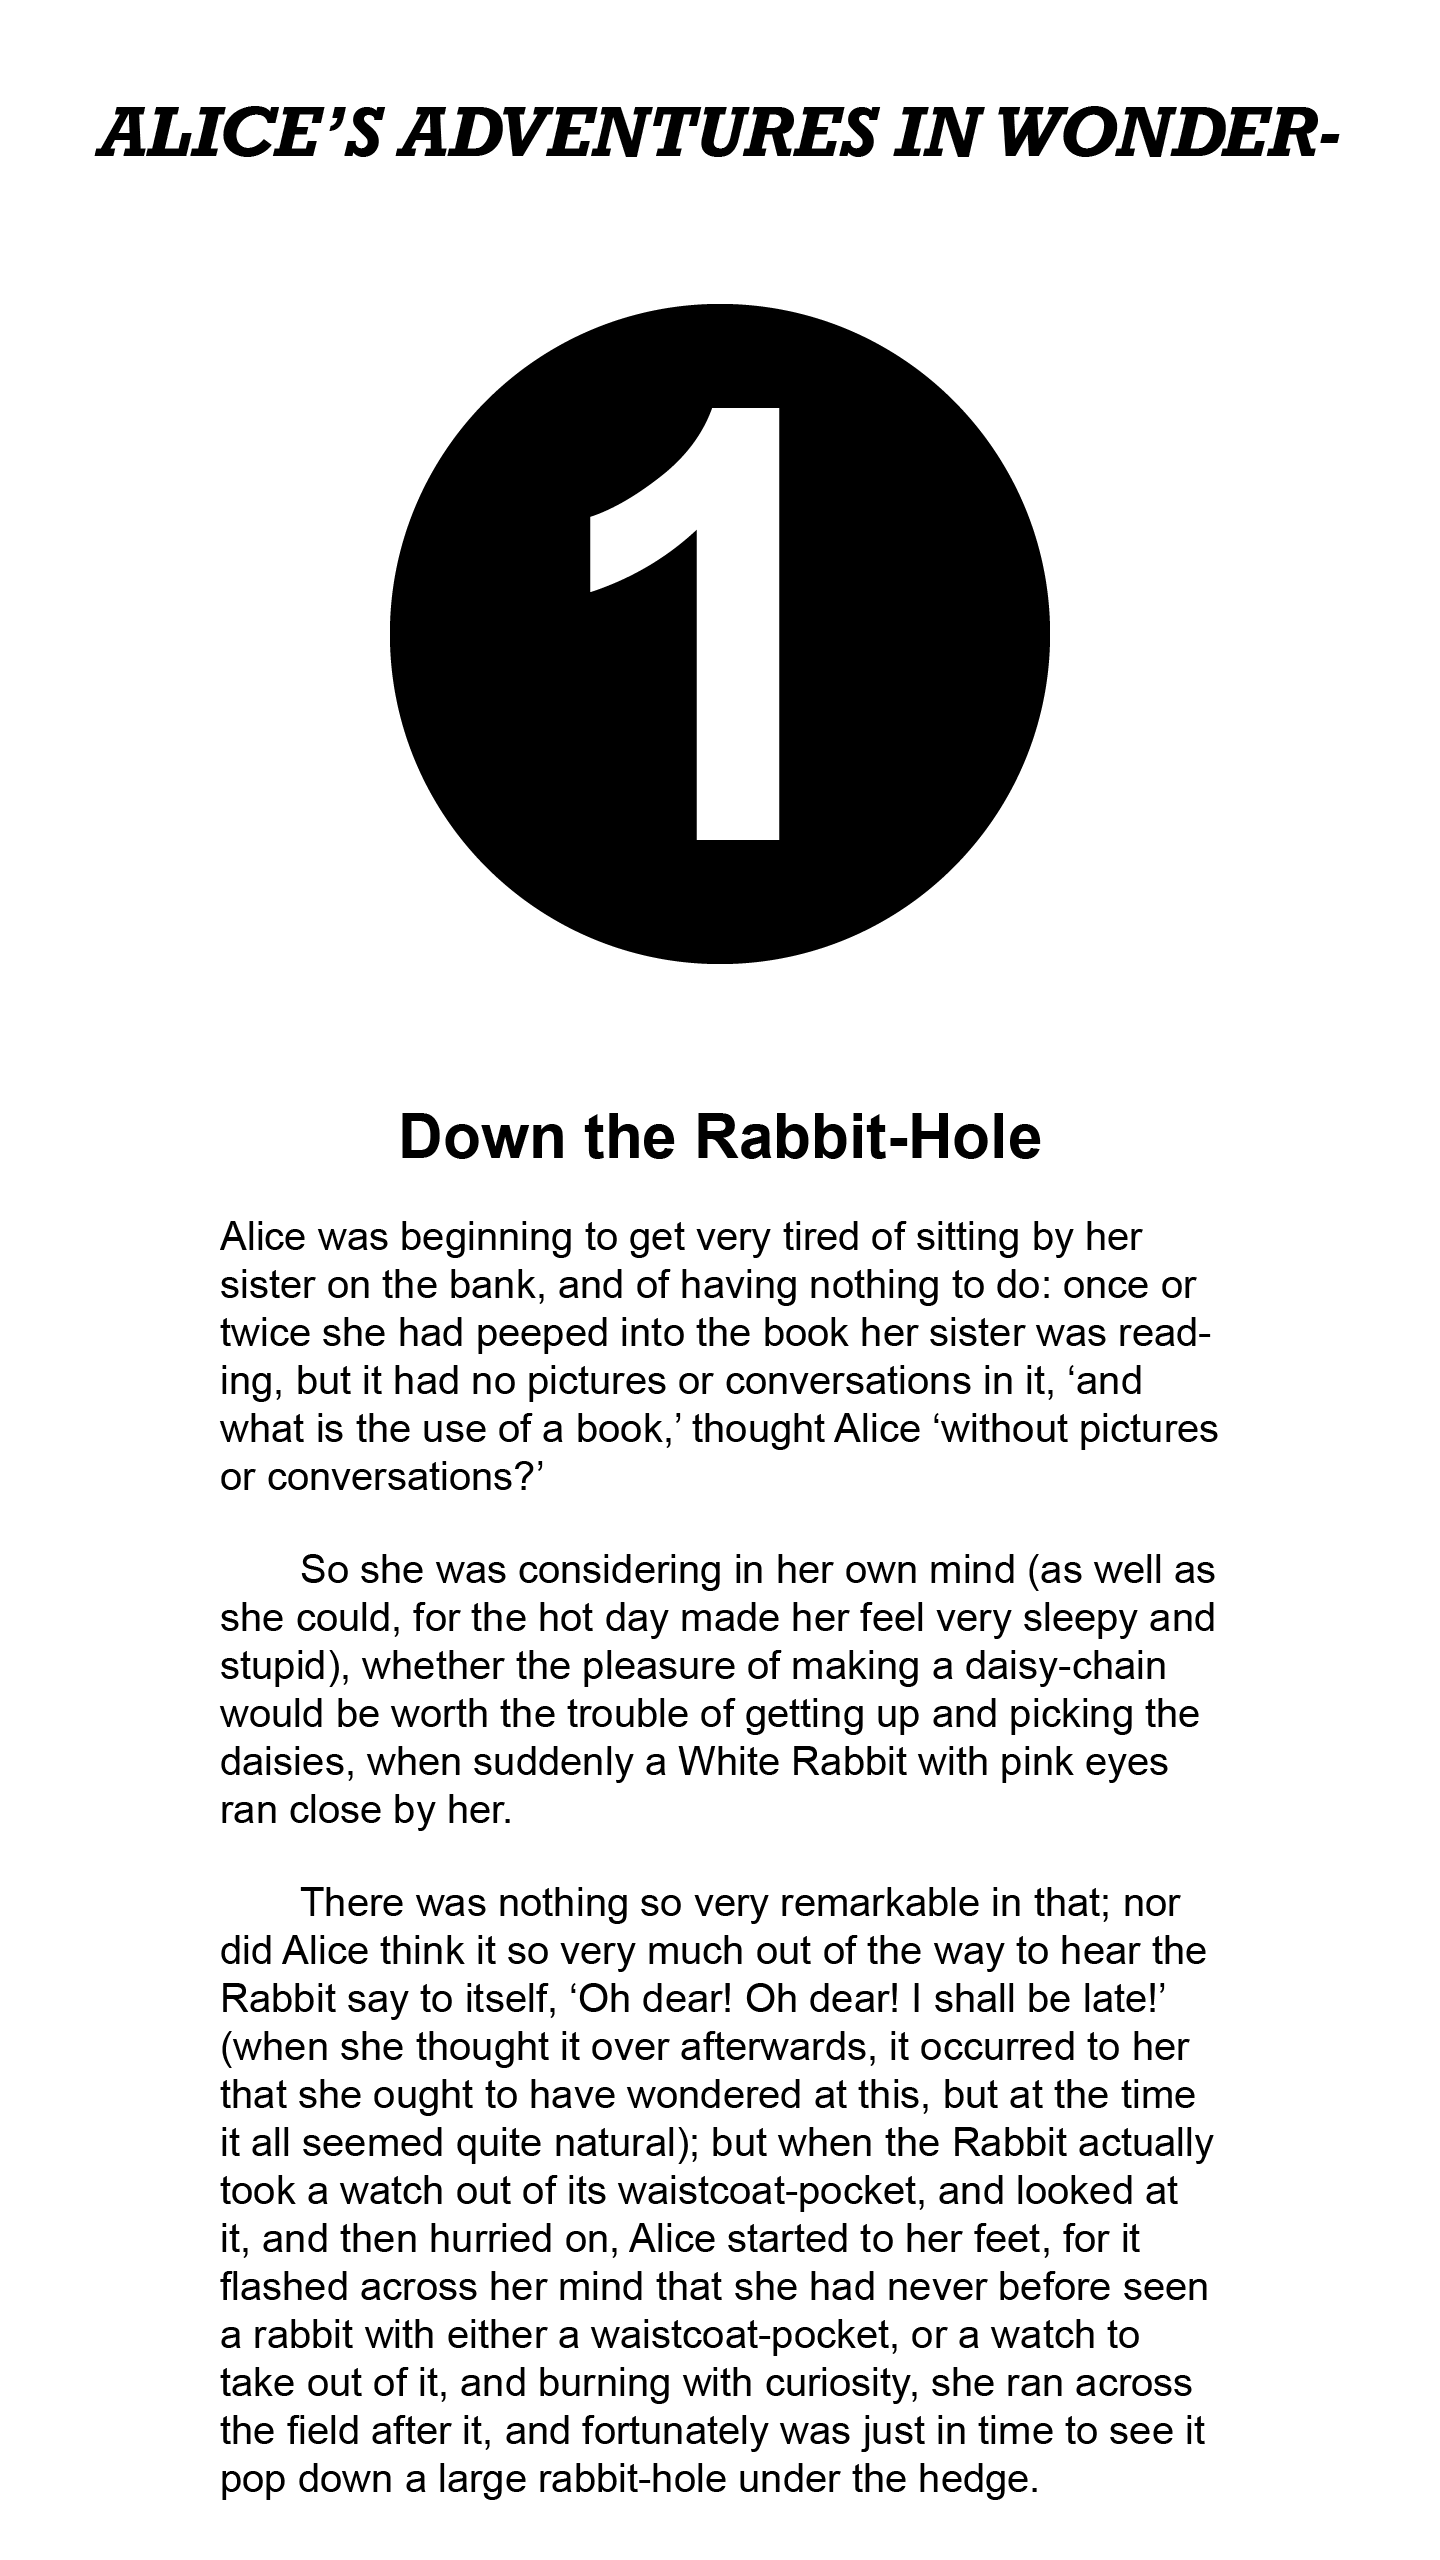 ALICE’S ADVENTURES IN WONDER-
1
Down the Rabbit-Hole
Alice was beginning to get very tired of sitting by her
sister on the bank, and of having nothing to do: once or
twice she had peeped into the book her sister was read-
ing, but it had no pictures or conversations in it, ‘and
what is the use of a book,’ thought Alice ‘without pictures
or conversations?’
So she was considering in her own mind (as well as
she could, for the hot day made her feel very sleepy and
stupid), whether the pleasure of making a daisy-chain
would be worth the trouble of getting up and picking the
daisies, when suddenly a White Rabbit with pink eyes
ran close by her.
There was nothing so very remarkable in that; nor
did Alice think it so very much out of the way to hear the
Rabbit say to itself, ‘Oh dear! Oh dear! I shall be late!’
(when she thought it over afterwards, it occurred to her
that she ought to have wondered at this, but at the time
it all seemed quite natural); but when the Rabbit actually
took a watch out of its waistcoat-pocket, and looked at
it, and then hurried on, Alice started to her feet, for it
flashed across her mind that she had never before seen
a rabbit with either a waistcoat-pocket, or a watch to
take out of it, and burning with curiosity, she ran across
the field after it, and fortunately was just in time to see it
pop down a large rabbit-hole under the hedge.